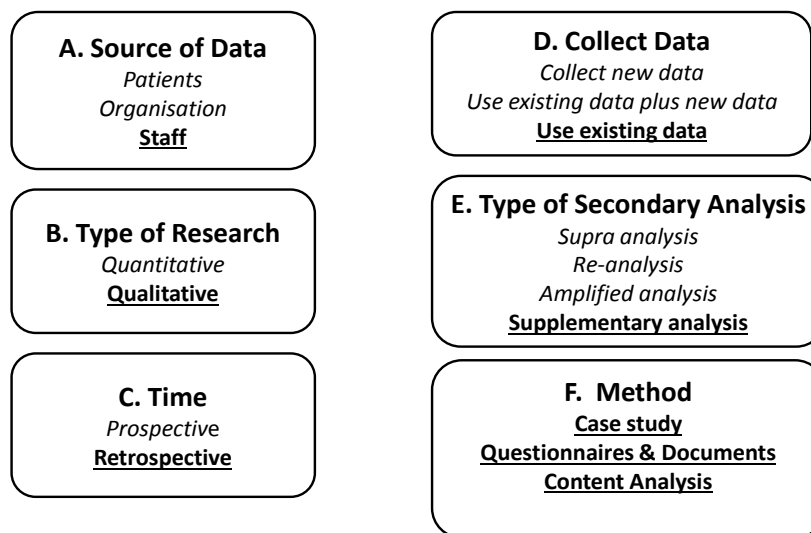 A. Source of Data
Patients
Organisation
Staff
B. Type of Research
Quantitative
Qualitative
C. Time
Prospective
Retrospective
D. Collect Data
Collect new data
Use existing data plus new data
Use existing data
E. Type of Secondary Analysis
Supra analysis
Re-analysis
Amplified analysis
Supplementary analysis
F.  Method
Case study
Questionnaires & Documents
Content Analysis